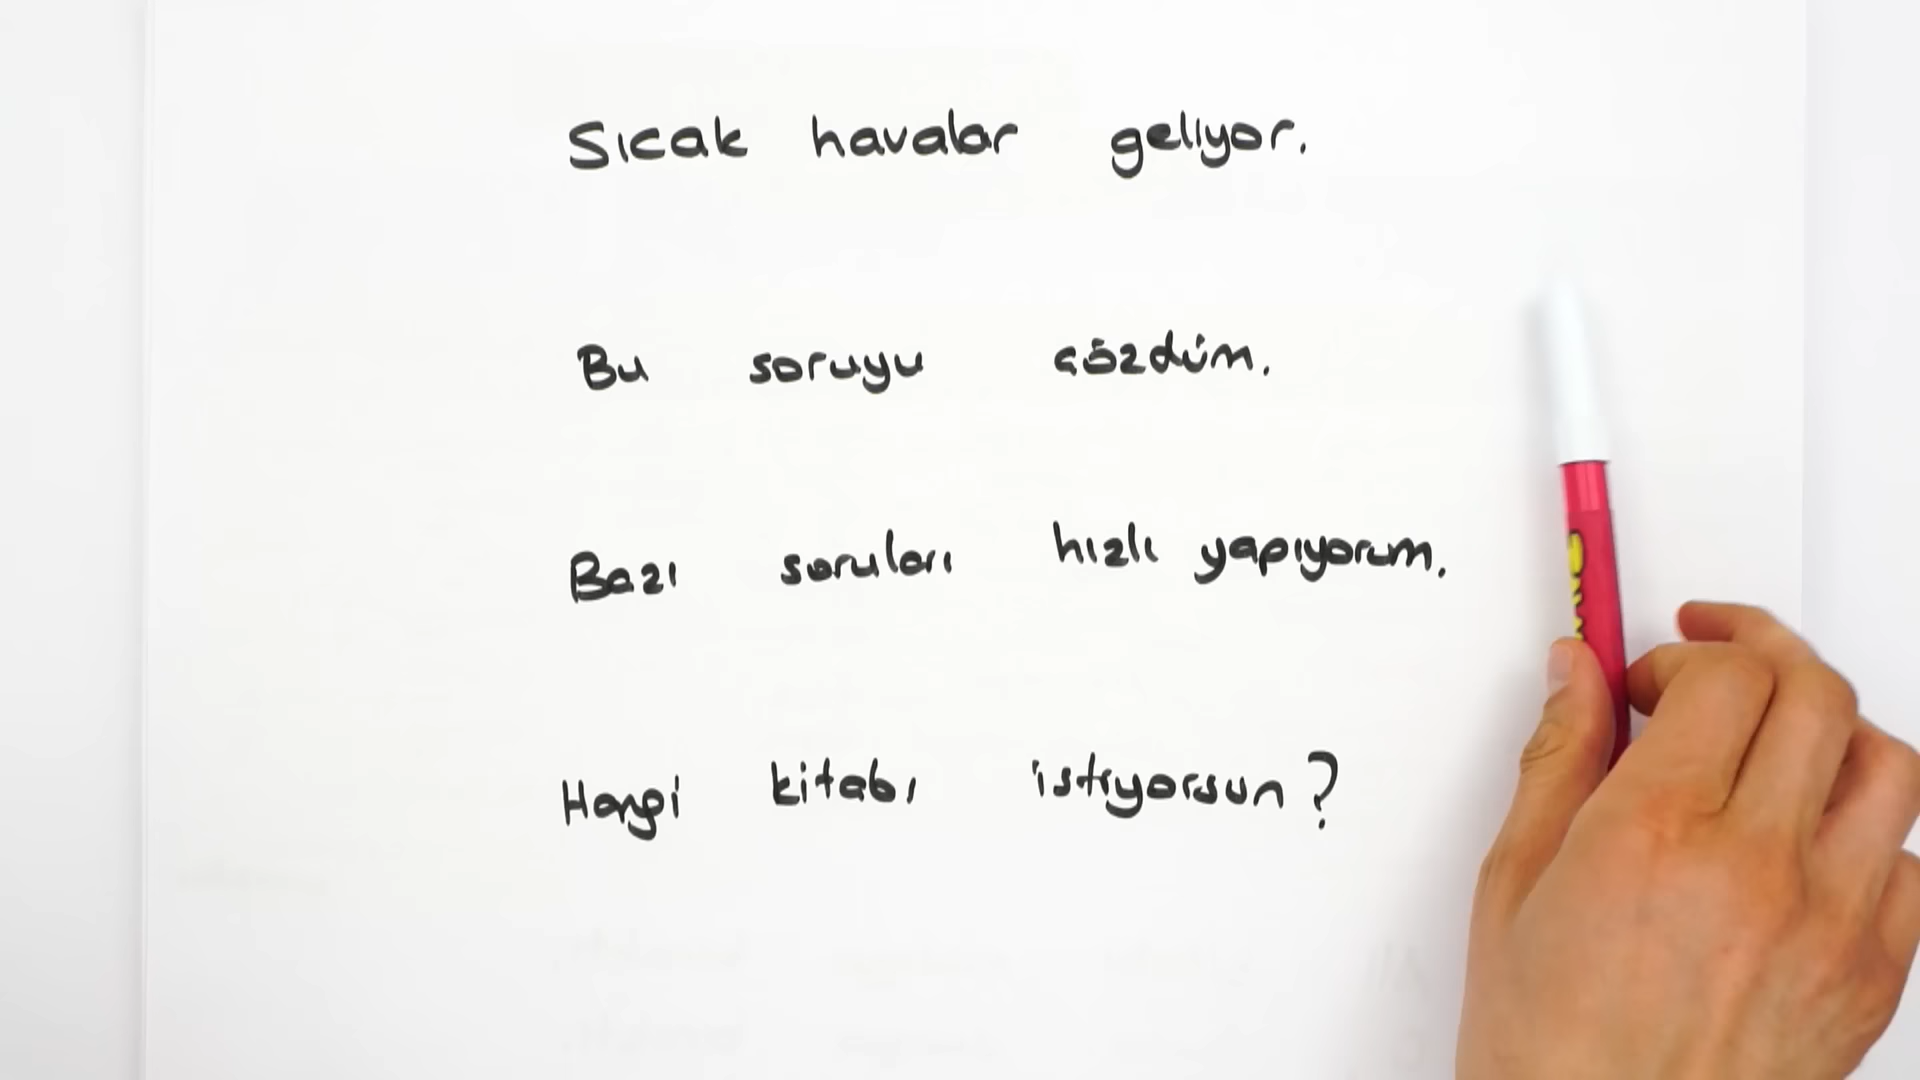 Sıcak havalar geliyor.
Bu soruyu çözdüm.
Bazı soruları hızlı yapıyorum.
Hangi kitabı istiyorsun?